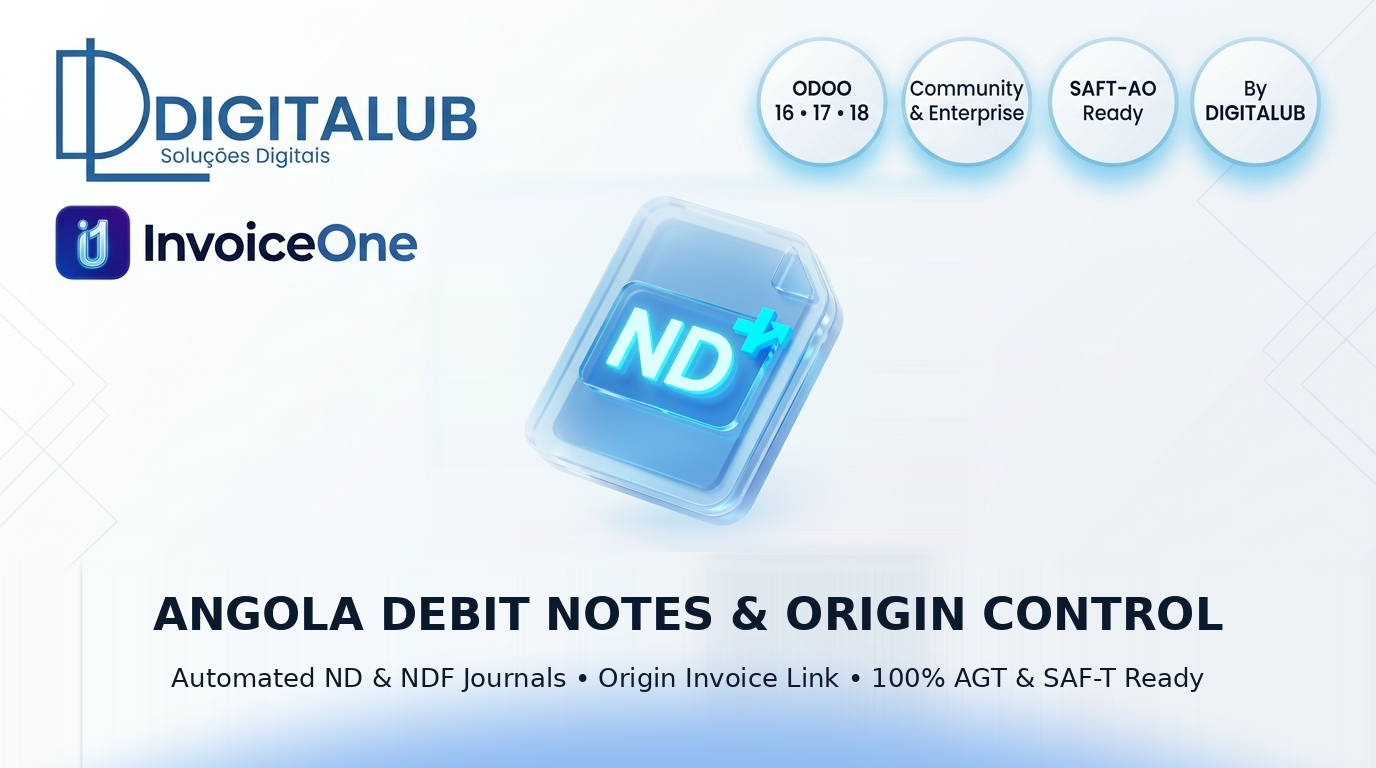 DIGITALUB
Soluções Digitais
InvoiceOne
ODOO
16 • 17 • 18
Community
& Enterprise
SAFT-AO
Ready
By
DIGITALUB
ND+
ANGOLA DEBIT NOTES & ORIGIN CONTROL
Automated ND & NDF Journals • Origin Invoice Link • 100% AGT & SAF-T Ready